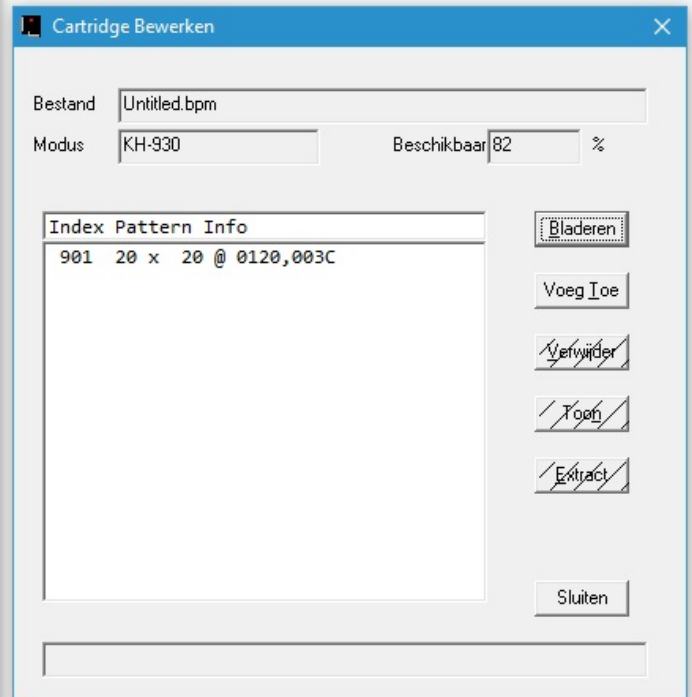 Cartridge Bewerken
Bestand Untitled.bpm
Modus KH-930 Beschikbaar 82 %
Index Pattern Info
901 20 x 20 @ 0120,003C
Bladeren
Voeg Toe
Verwijder
Toon
Extract
Sluiten